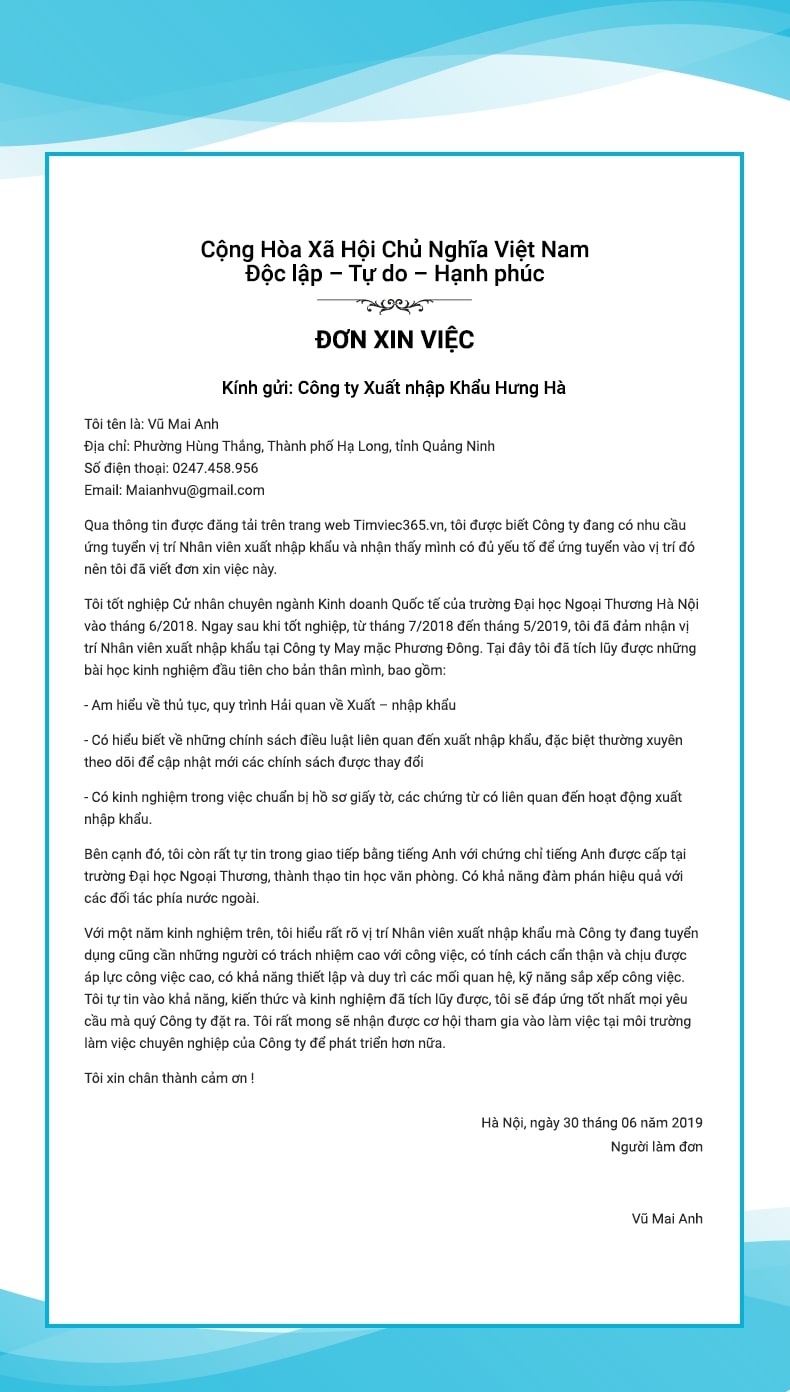 Cộng Hòa Xã Hội Chủ Nghĩa Việt Nam
Độc lập – Tự do – Hạnh phúc
ĐƠN XIN VIỆC
Kính gửi: Công ty Xuất nhập Khẩu Hưng Hà
Tôi tên là: Vũ Mai Anh
Địa chỉ: Phường Hùng Thắng, Thành phố Hạ Long, tỉnh Quảng Ninh
Số điện thoại: 0247.458.956
Email: Maianhvu@gmail.com
Qua thông tin được đăng tải trên trang web Timviec365.vn, tôi được biết Công ty đang có nhu cầu
ứng tuyển vị trí Nhân viên xuất nhập khẩu và nhận thấy mình có đủ yếu tố để ứng tuyển vào vị trí đó
nên tôi đã viết đơn xin việc này.
Tôi tốt nghiệp Cử nhân chuyên ngành Kinh doanh Quốc tế của trường Đại học Ngoại Thương Hà Nội
vào tháng 6/2018. Ngay sau khi tốt nghiệp, từ tháng 7/2018 đến tháng 5/2019, tôi đã đảm nhận vị
trí Nhân viên xuất nhập khẩu tại Công ty May mặc Phương Đông. Tại đây tôi đã tích lũy được những
bài học kinh nghiệm đầu tiên cho bản thân mình, bao gồm:
- Am hiểu về thủ tục, quy trình Hải quan về Xuất – nhập khẩu
- Có hiểu biết về những chính sách điều luật liên quan đến xuất nhập khẩu, đặc biệt thường xuyên
theo dõi để cập nhật mới các chính sách được thay đổi
- Có kinh nghiệm trong việc chuẩn bị hồ sơ giấy tờ, các chứng từ có liên quan đến hoạt động xuất
nhập khẩu.
Bên cạnh đó, tôi còn rất tự tin trong giao tiếp bằng tiếng Anh với chứng chỉ tiếng Anh được cấp tại
trường Đại học Ngoại Thương, thành thạo tin học văn phòng. Có khả năng đàm phán hiệu quả với
các đối tác phía nước ngoài.
Với một năm kinh nghiệm trên, tôi hiểu rất rõ vị trí Nhân viên xuất nhập khẩu mà Công ty đang tuyển
dụng cũng cần những người có trách nhiệm cao với công việc, có tính cách cẩn thận và chịu được
áp lực công việc cao, có khả năng thiết lập và duy trì các mối quan hệ, kỹ năng sắp xếp công việc.
Tôi tự tin vào khả năng, kiến thức và kinh nghiệm đã tích lũy được, tôi sẽ đáp ứng tốt nhất mọi yêu
cầu mà quý Công ty đặt ra. Tôi rất mong sẽ nhận được cơ hội tham gia vào làm việc tại môi trường
làm việc chuyên nghiệp của Công ty để phát triển hơn nữa.
Tôi xin chân thành cảm ơn !
Hà Nội, ngày 30 tháng 06 năm 2019
Người làm đơn
Vũ Mai Anh